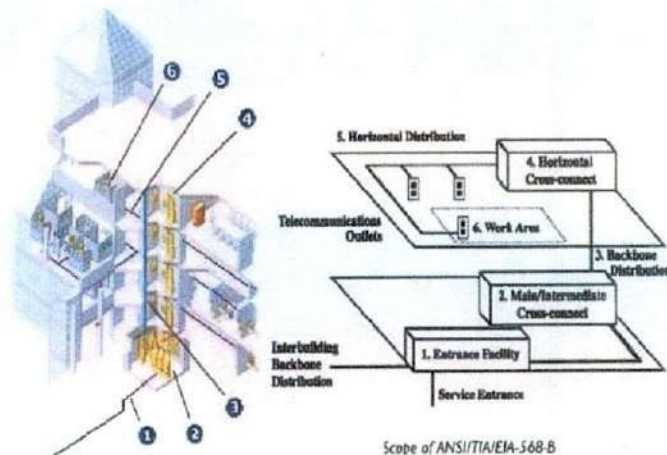 6
5
4
3
2
1
5. Horizontal Distribution
4. Horizontal
Cross-connect
Telecommunications
Outlets
6. Work Area
3. Backbone
Distribution
2. Main/Intermediate
Cross-connect
Interbuilding
Backbone
Distribution
1. Entrance Facility
Service Entrance
Scope of ANSI/TIA/EIA-568-B